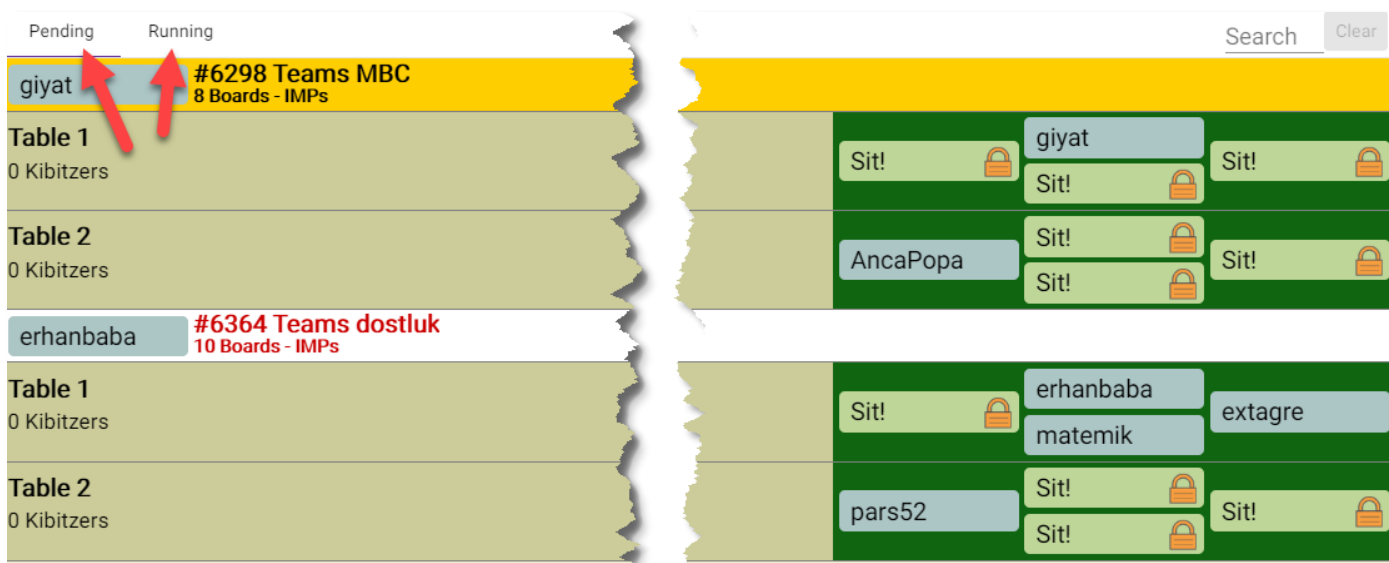 Pending Running Search Clear
giyat #6298 Teams MBC
8 Boards - IMPs
Table 1
0 Kibitzers
Sit! giyat Sit!
Sit!
Table 2
0 Kibitzers
AncaPopa Sit! Sit!
Sit!
erhanbaba #6364 Teams dostluk
10 Boards - IMPs
Table 1
0 Kibitzers
Sit! erhanbaba extagre
matemik
Table 2
0 Kibitzers
pars52 Sit! Sit!
Sit!